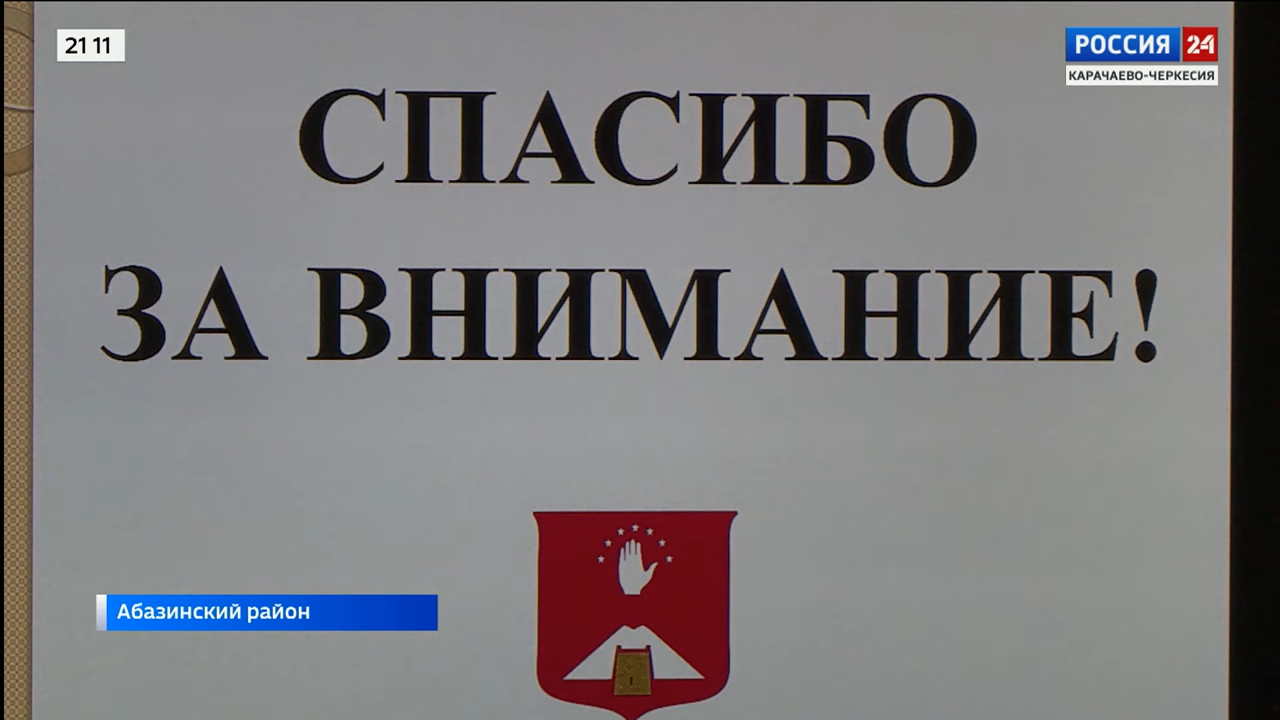 21 11
РОССИЯ 24
КАРАЧАЕВО-ЧЕРКЕСИЯ
СПАСИБО
ЗА ВНИМАНИЕ!
Абазинский район